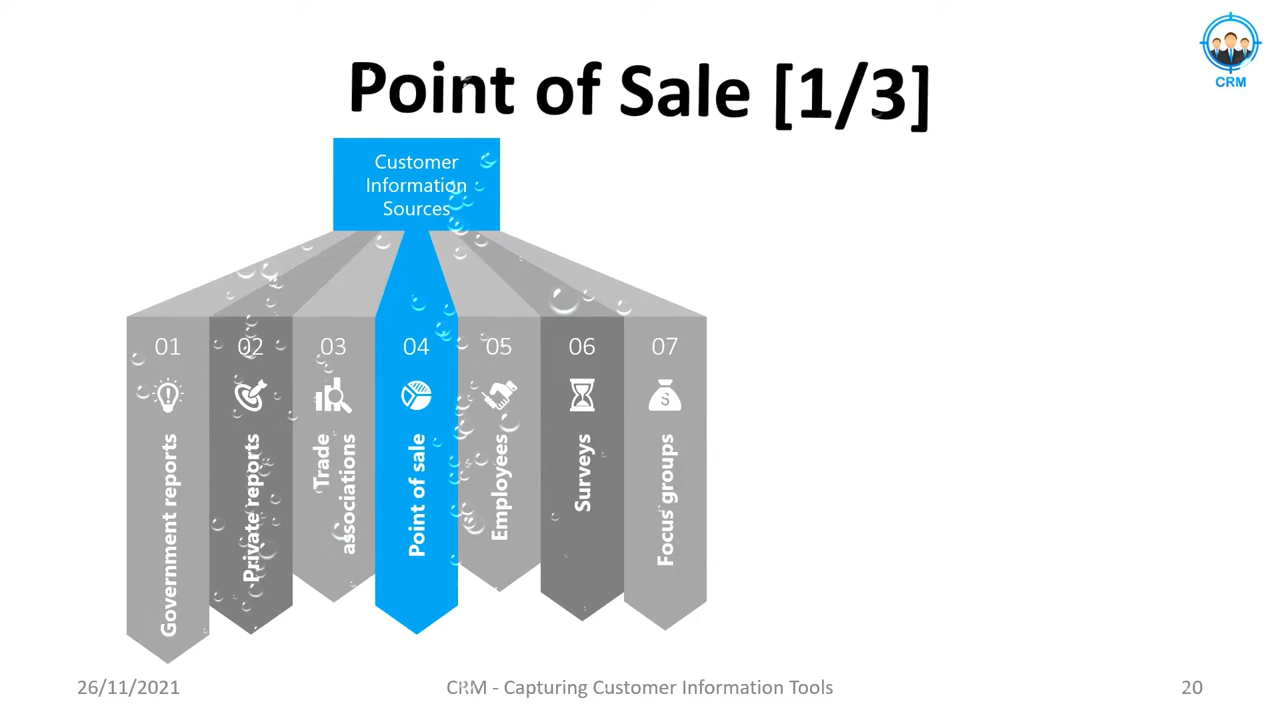 CRM
Point of Sale [1/3]
Customer
Information
Sources
01
02
03
04
05
06
07
Government reports
Private reports
Trade
associations
Point of sale
Employees
Surveys
Focus groups
26/11/2021
CRM - Capturing Customer Information Tools
20